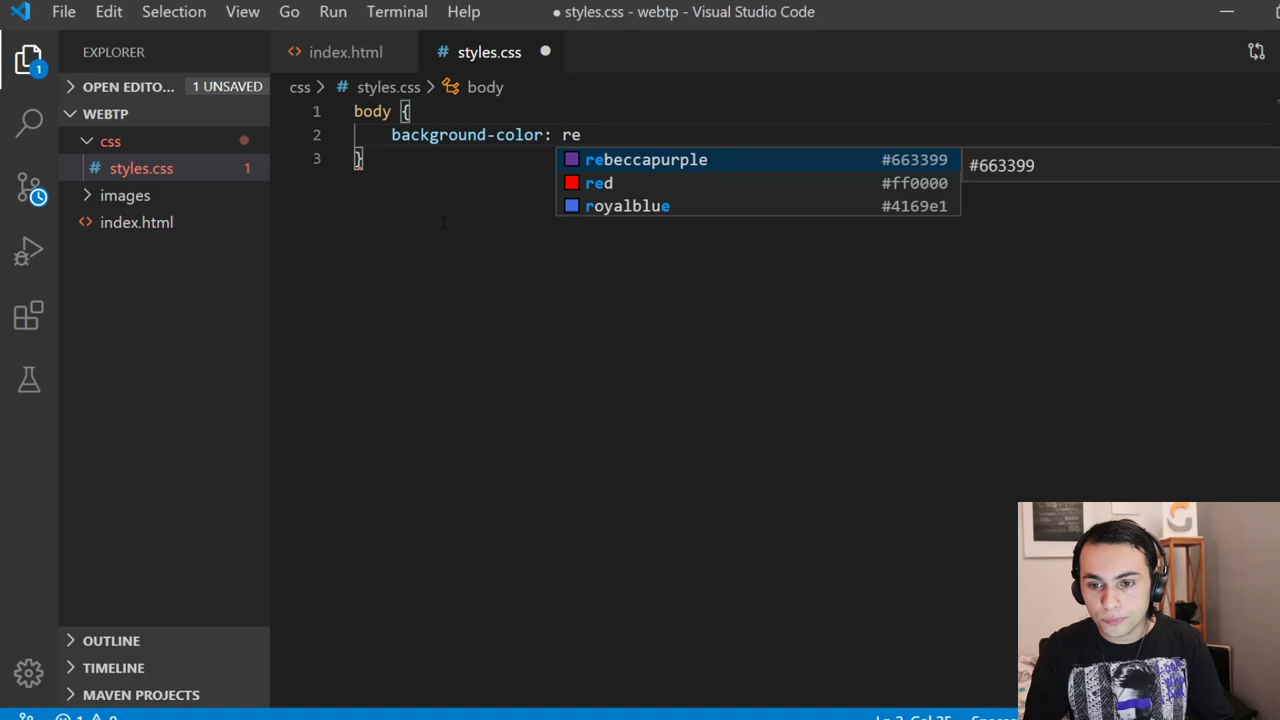 File Edit Selection View Go Run Terminal Help ● styles.css - webtp - Visual Studio Code
EXPLORER
index.html # styles.css
OPEN EDITO... 1 UNSAVED
css > # styles.css > body
WEBTP
1 body {
css
2 background-color: re
# styles.css 1
3 }
rebeccapurple #663399
#663399
red #ff0000
royalblue #4169e1
images
index.html
1
OUTLINE
TIMELINE
MAVEN PROJECTS